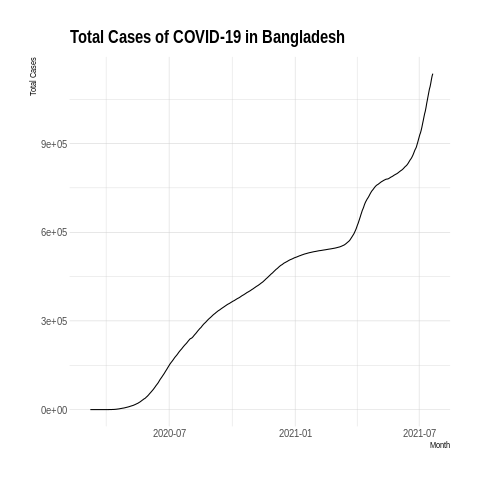 Total Cases of COVID-19 in Bangladesh
Total Cases
9e+05
6e+05
3e+05
0e+00
2020-07
2021-01
2021-07
Month